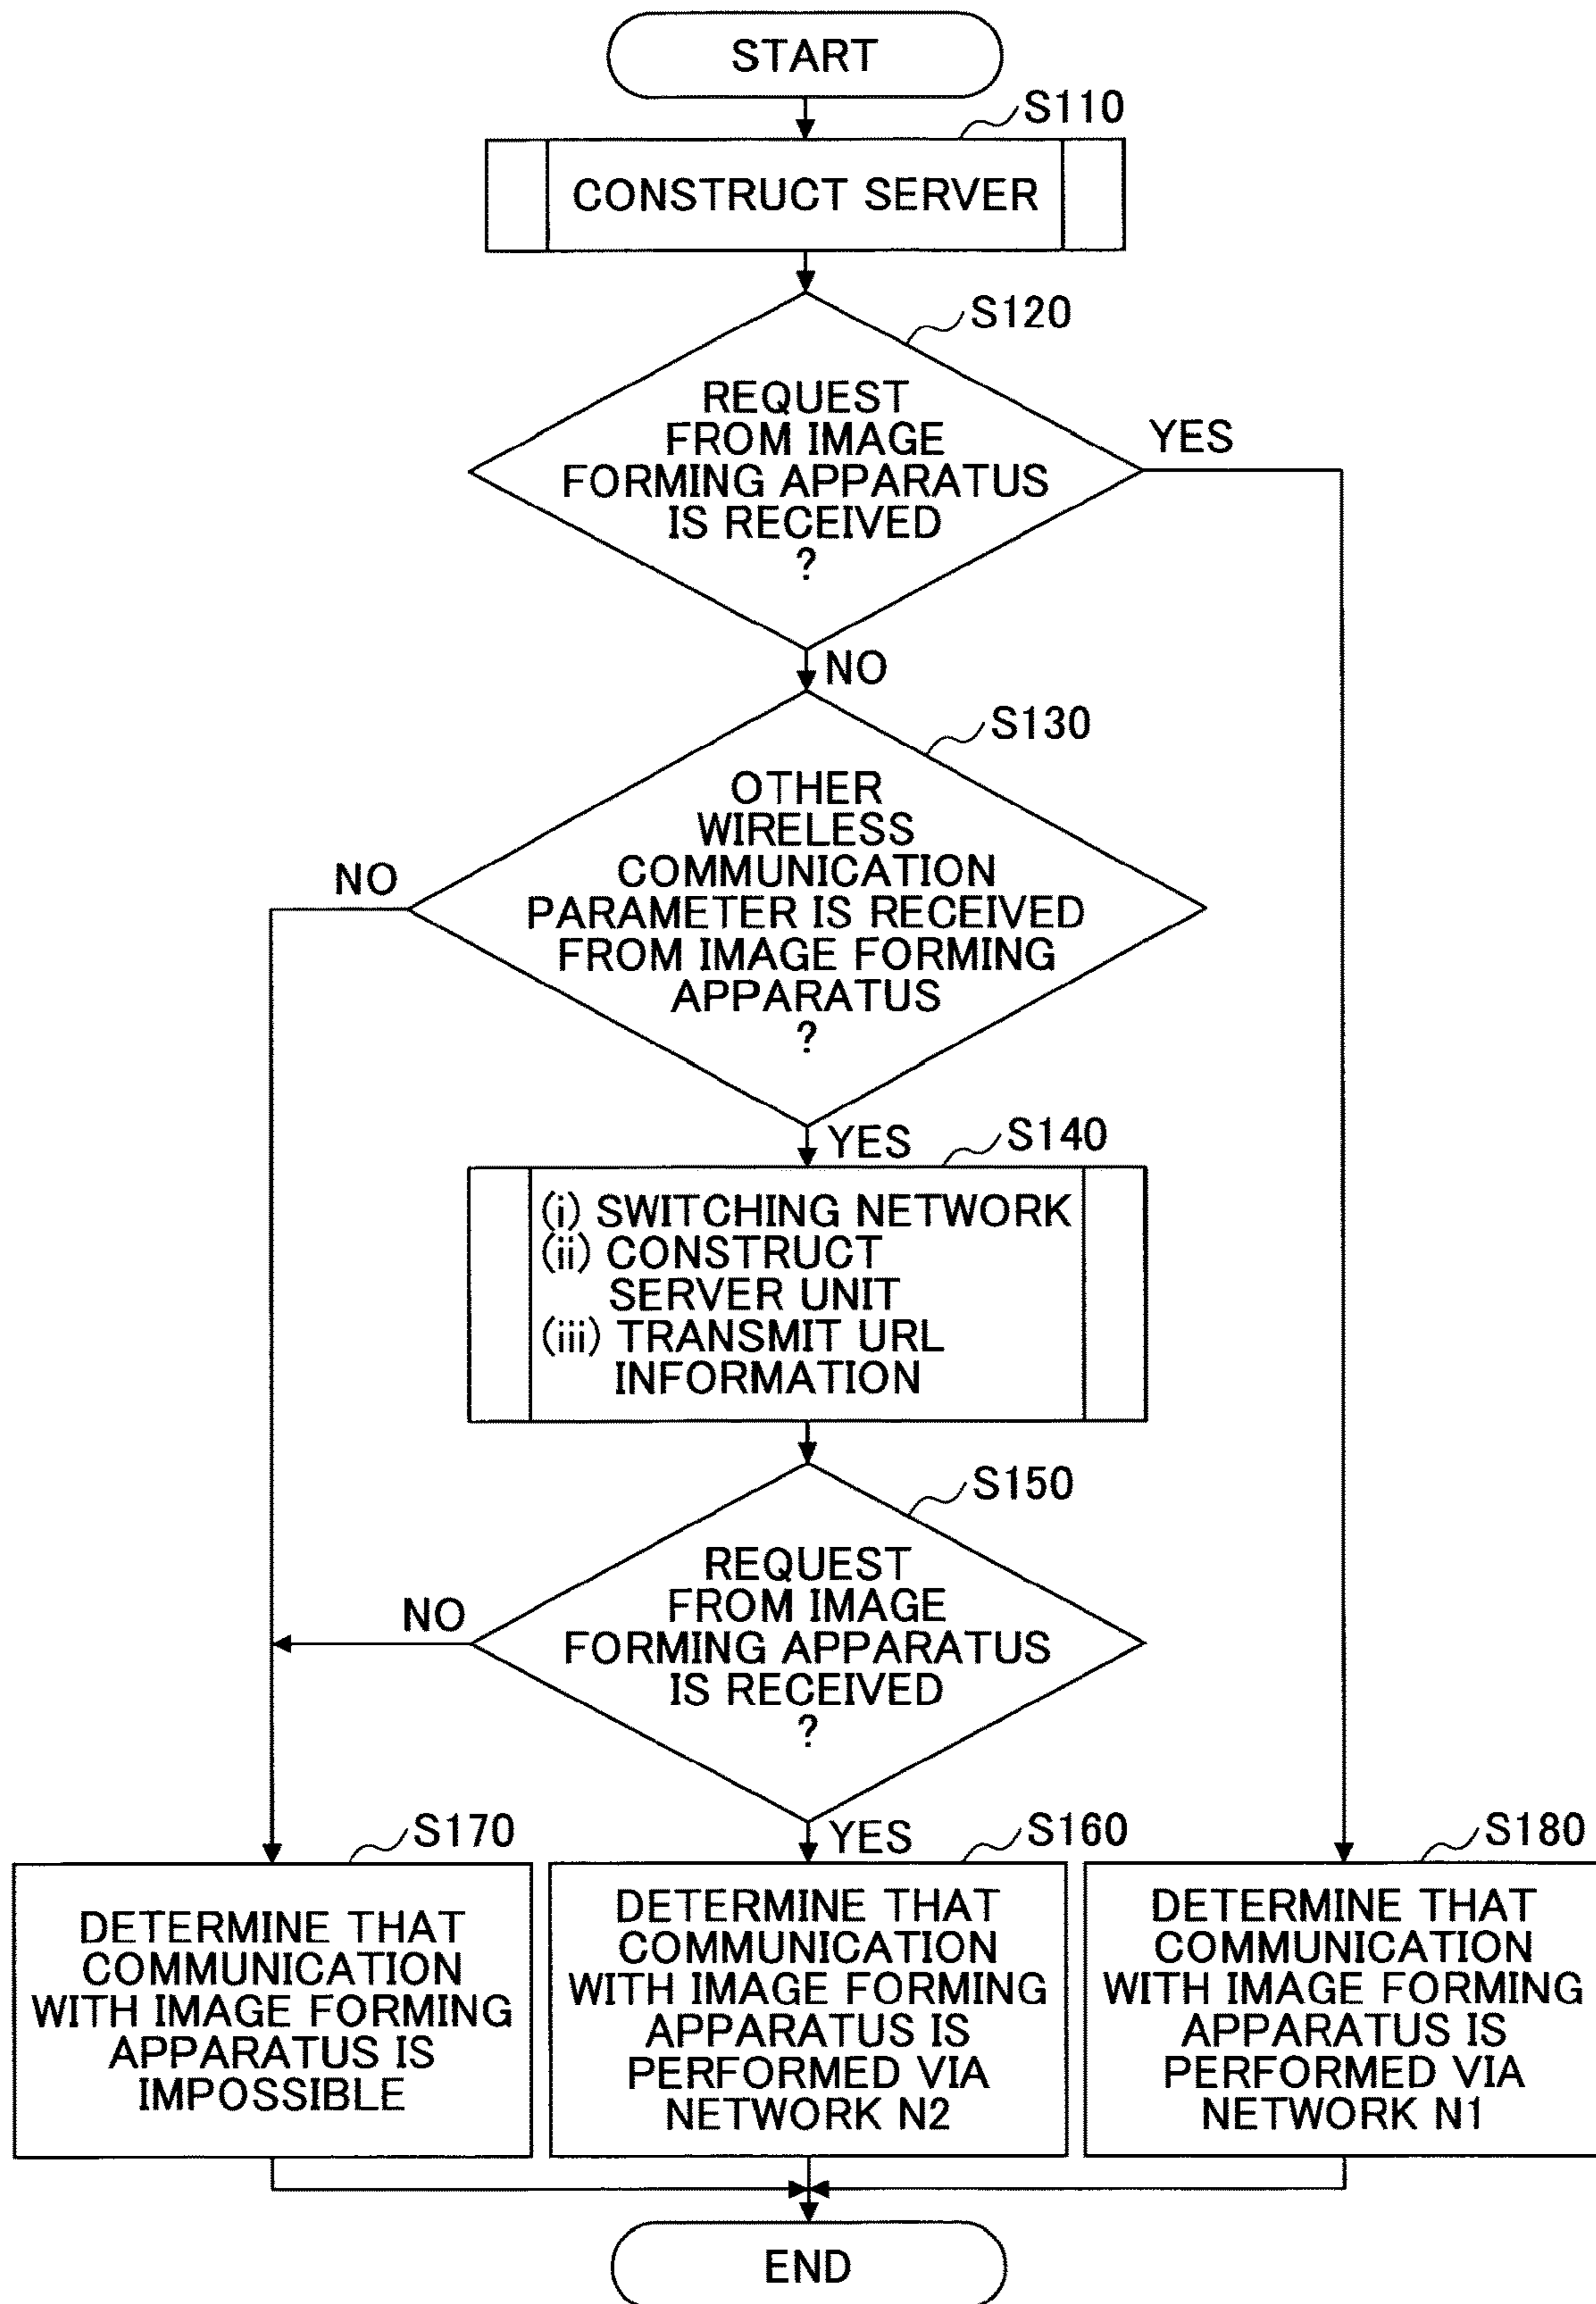 START
S110
CONSTRUCT SERVER
S120
REQUEST
FROM IMAGE
FORMING APPARATUS
IS RECEIVED
?
YES
NO
S130
OTHER
WIRELESS
COMMUNICATION
PARAMETER IS RECEIVED
FROM IMAGE FORMING
APPARATUS
?
NO
YES
S140
(i) SWITCHING NETWORK
(ii) CONSTRUCT
SERVER UNIT
(iii) TRANSMIT URL
INFORMATION
S150
REQUEST
FROM IMAGE
FORMING APPARATUS
IS RECEIVED
?
NO
YES
S170
DETERMINE THAT
COMMUNICATION
WITH IMAGE FORMING
APPARATUS IS
IMPOSSIBLE
S160
DETERMINE THAT
COMMUNICATION
WITH IMAGE FORMING
APPARATUS IS
PERFORMED VIA
NETWORK N2
S180
DETERMINE THAT
COMMUNICATION
WITH IMAGE FORMING
APPARATUS IS
PERFORMED VIA
NETWORK N1
END